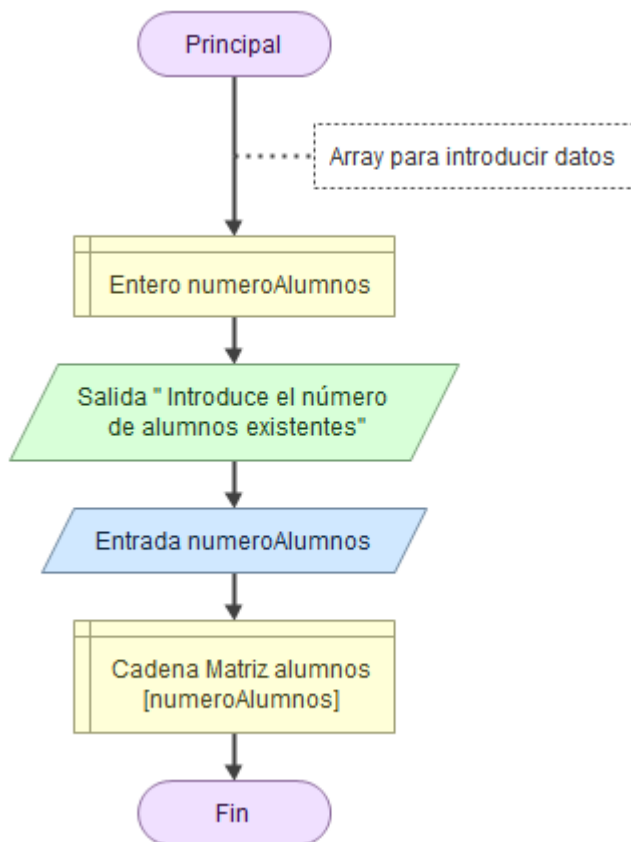 Principal
Array para introducir datos
Entero numeroAlumnos
Salida " Introduce el número
de alumnos existentes"
Entrada numeroAlumnos
Cadena Matriz alumnos
[numeroAlumnos]
Fin